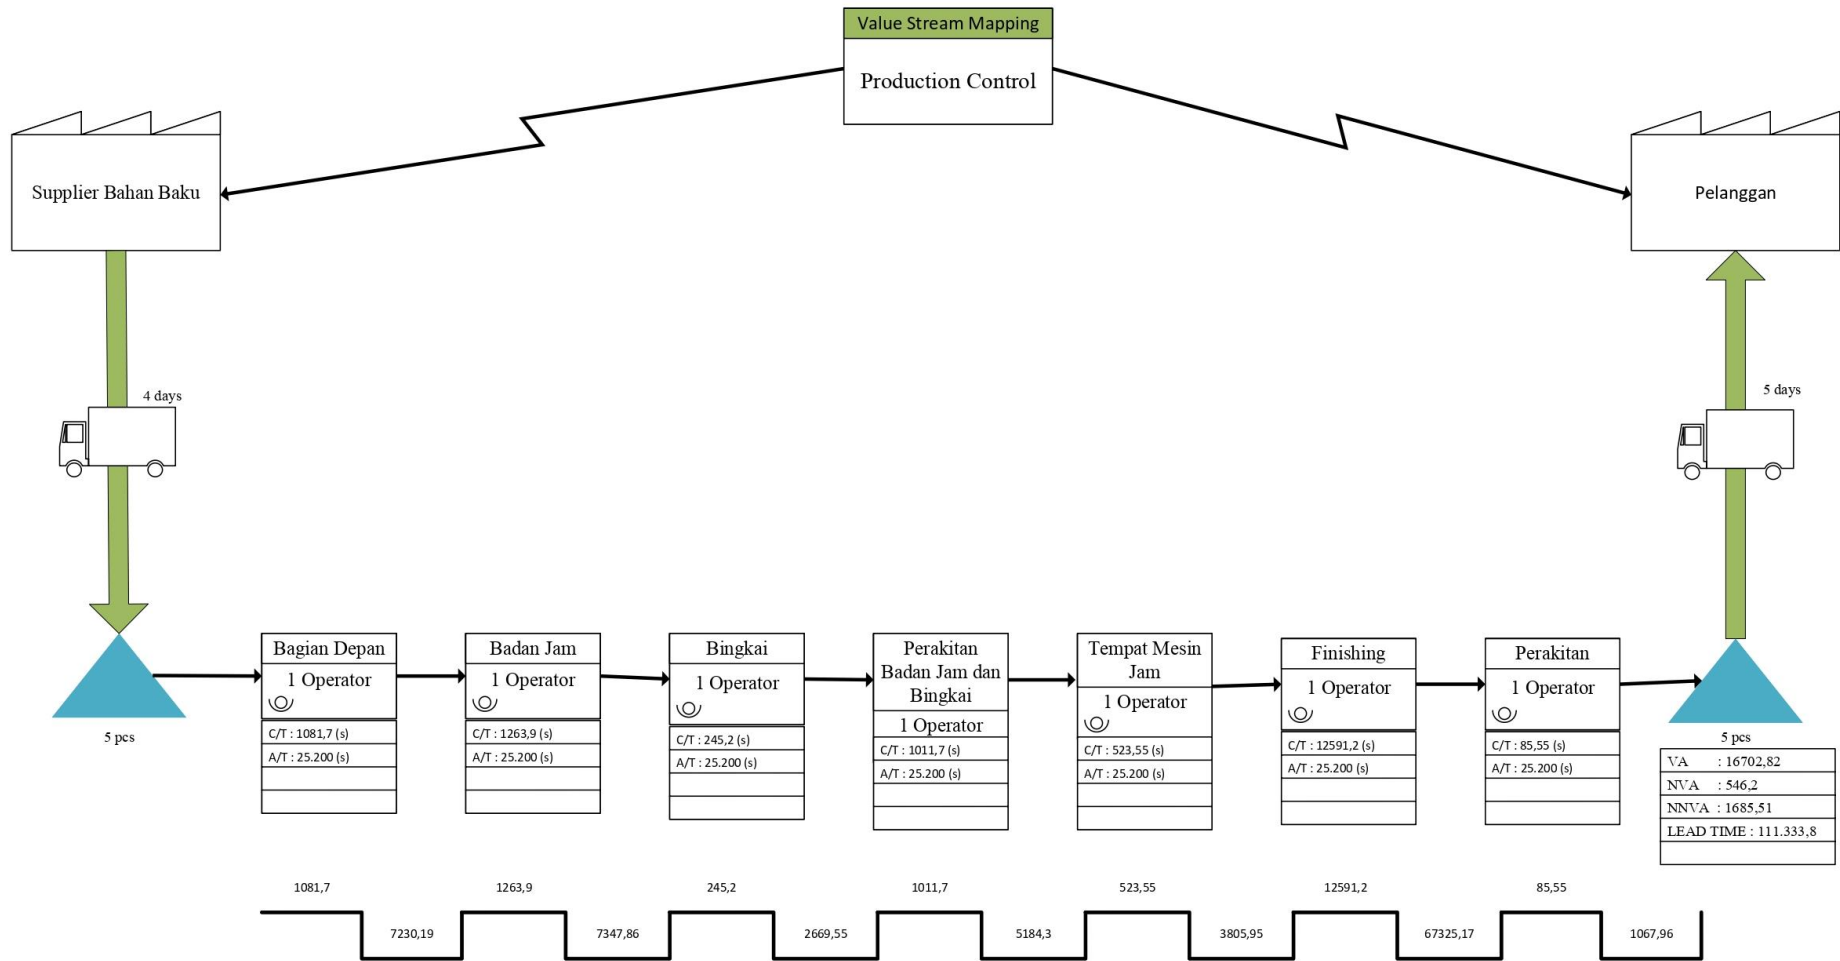 Value Stream Mapping
Production Control
Supplier Bahan Baku
Pelanggan
4 days
5 days
5 pcs
Bagian Depan
1 Operator
C/T : 1081,7 (s)
A/T : 25.200 (s)
Badan Jam
1 Operator
C/T : 1263,9 (s)
A/T : 25.200 (s)
Bingkai
1 Operator
C/T : 245,2 (s)
A/T : 25.200 (s)
Perakitan
Badan Jam dan
Bingkai
1 Operator
C/T : 1011,7 (s)
A/T : 25.200 (s)
Tempat Mesin
Jam
1 Operator
C/T : 523,55 (s)
A/T : 25.200 (s)
Finishing
1 Operator
C/T : 12591,2 (s)
A/T : 25.200 (s)
Perakitan
1 Operator
C/T : 85,55 (s)
A/T : 25.200 (s)
5 pcs
VA : 16702,82
NVA : 546,2
NNVA : 1685,51
LEAD TIME : 111.333,8
1081,7
7230,19
1263,9
7347,86
245,2
2669,55
1011,7
5184,3
523,55
3805,95
12591,2
67325,17
85,55
1067,96